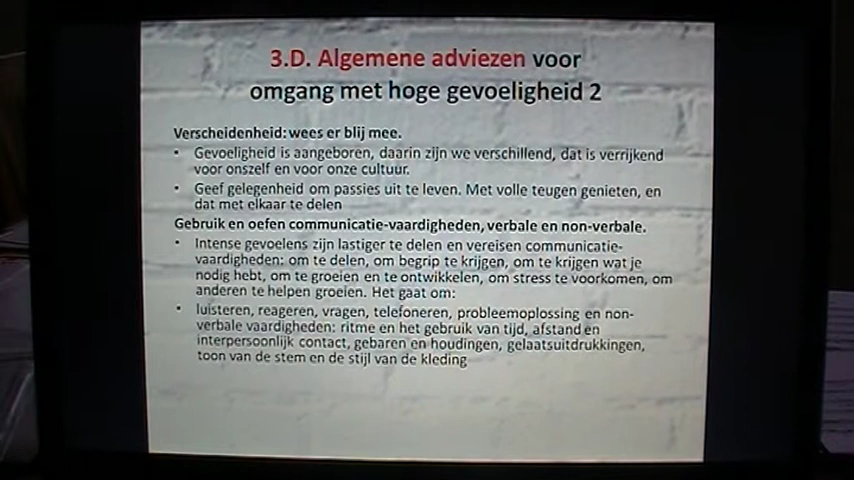 3.D. Algemene adviezen voor
omgang met hoge gevoeligheid 2
Verscheidenheid: wees er blij mee.
• Gevoeligheid is aangeboren, daarin zijn we verschillend, dat is verrijkend
voor onszelf en voor onze cultuur.
• Geef gelegenheid om passies uit te leven. Met volle teugen genieten, en
dat met elkaar te delen
Gebruik en oefen communicatie-vaardigheden, verbale en non-verbale.
• Intense gevoelens zijn lastiger te delen en vereisen communicatie-
vaardigheden: om te delen, om begrip te krijgen, om te krijgen wat je
nodig hebt, om te groeien en te ontwikkelen, om stress te voorkomen, om
anderen te helpen groeien. Het gaat om:
• luisteren, reageren, vragen, telefoneren, probleemoplossing en non-
verbale vaardigheden: ritme en het gebruik van tijd, afstand en
interpersoonlijk contact, gebaren en houdingen, gelaatsuitdrukkingen,
toon van de stem en de stijl van de kleding